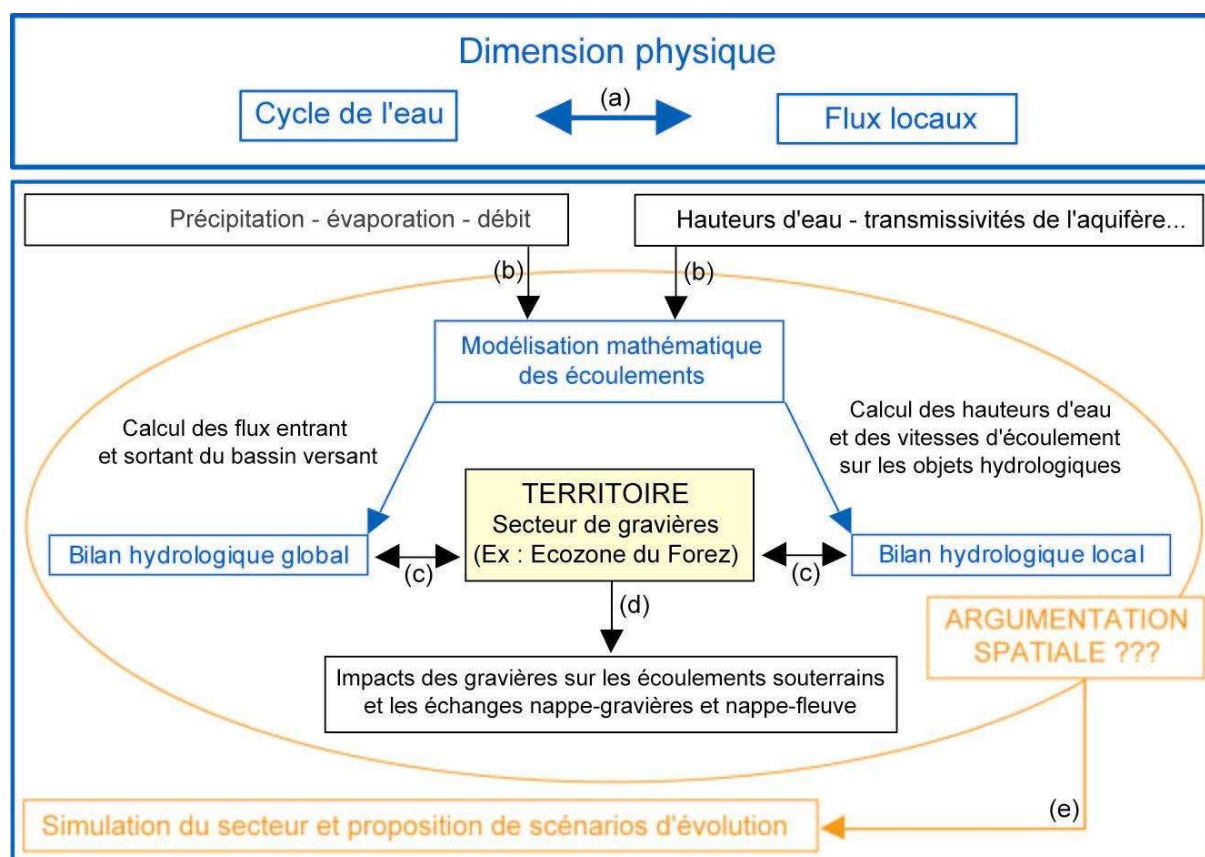 Dimension physique
Cycle de l'eau
(a)
Flux locaux
Précipitation - évaporation - débit
Hauteurs d'eau - transmissivités de l'aquifère...
(b)
(b)
Modélisation mathématique
des écoulements
Calcul des flux entrant
et sortant du bassin versant
Calcul des hauteurs d'eau
et des vitesses d'écoulement
sur les objets hydrologiques
TERRITOIRE
Secteur de gravières
(Ex : Ecozone du Forez)
Bilan hydrologique global
(c)
(c)
Bilan hydrologique local
(d)
ARGUMENTATION
SPATIALE ???
Impacts des gravières sur les écoulements souterrains
et les échanges nappe-gravières et nappe-fleuve
(e)
Simulation du secteur et proposition de scénarios d'évolution